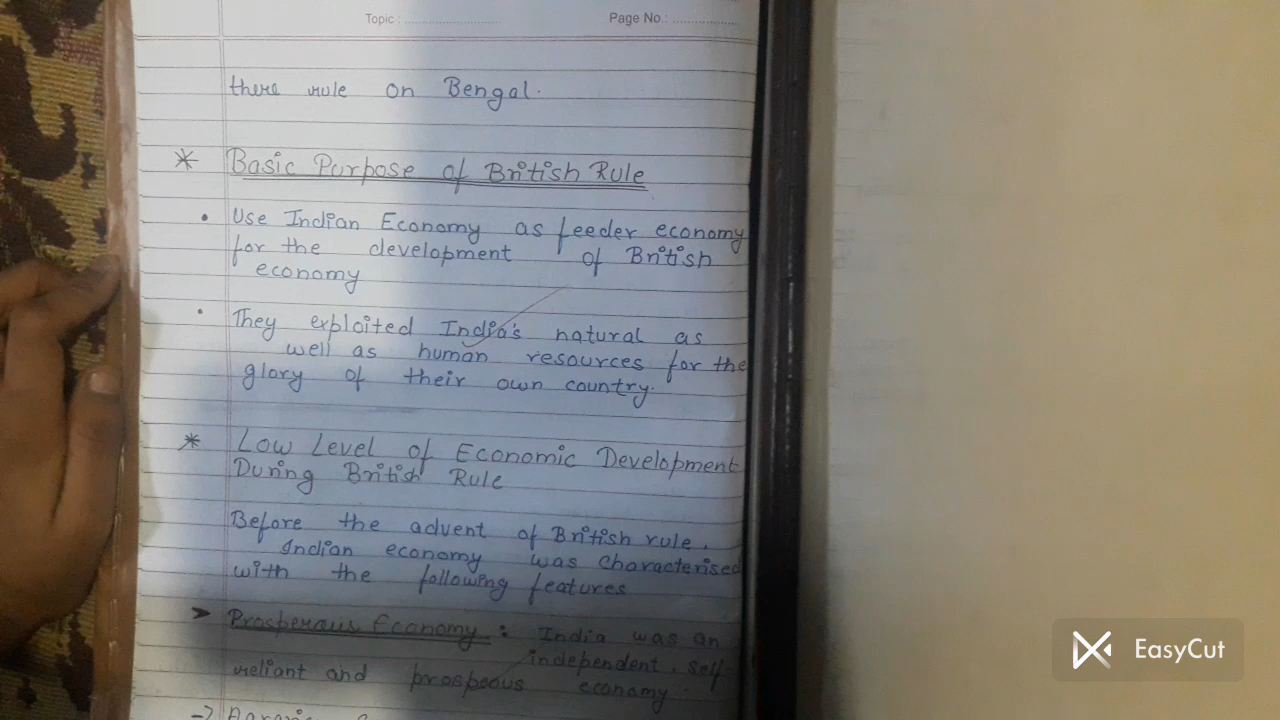 Topic : ............................ Page No.: ....................
there rule on Bengal.
* Basic Purpose of British Rule
• Use Indian Economy as feeder economy
for the development of British
economy
• They exploited India's natural as
well as human resources for the
glory of their own country.
* Low Level of Economic Development
During British Rule
Before the advent of British rule,
Indian economy was characterised
with the following features
> Prosperous Economy : India was an
independent, self-
reliant and prospeous economy.
EasyCut